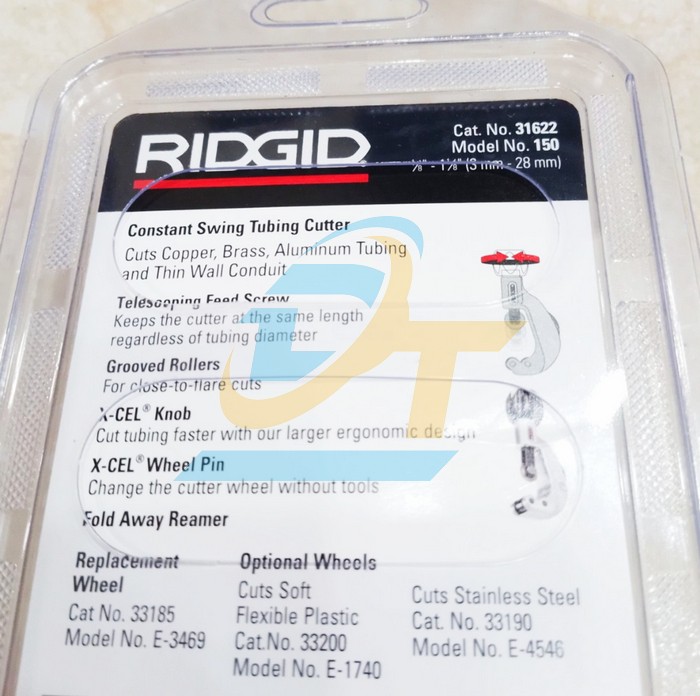 RIDGID
Cat. No. 31622
Model No. 150
⅛" - 1⅛" (3 mm - 28 mm)
Constant Swing Tubing Cutter
Cuts Copper, Brass, Aluminum Tubing
and Thin Wall Conduit
Telescoping Feed Screw
Keeps the cutter at the same length
regardless of tubing diameter
Grooved Rollers
For close-to-flare cuts
X-CEL® Knob
Cut tubing faster with our larger ergonomic design
X-CEL® Wheel Pin
Change the cutter wheel without tools
Fold Away Reamer
Replacement
Wheel
Cat No. 33185
Model No. E-3469
Optional Wheels
Cuts Soft
Flexible Plastic
Cat.No. 33200
Model No. E-1740
Cuts Stainless Steel
Cat. No. 33190
Model No. E-4546
DT